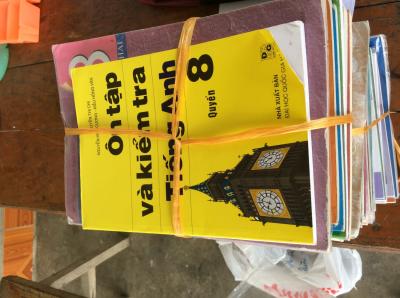 Ôn tập
và kiểm tra
Tiếng Anh
Quyển 8
NHÀ XUẤT BẢN
ĐẠI HỌC QUỐC GIA H